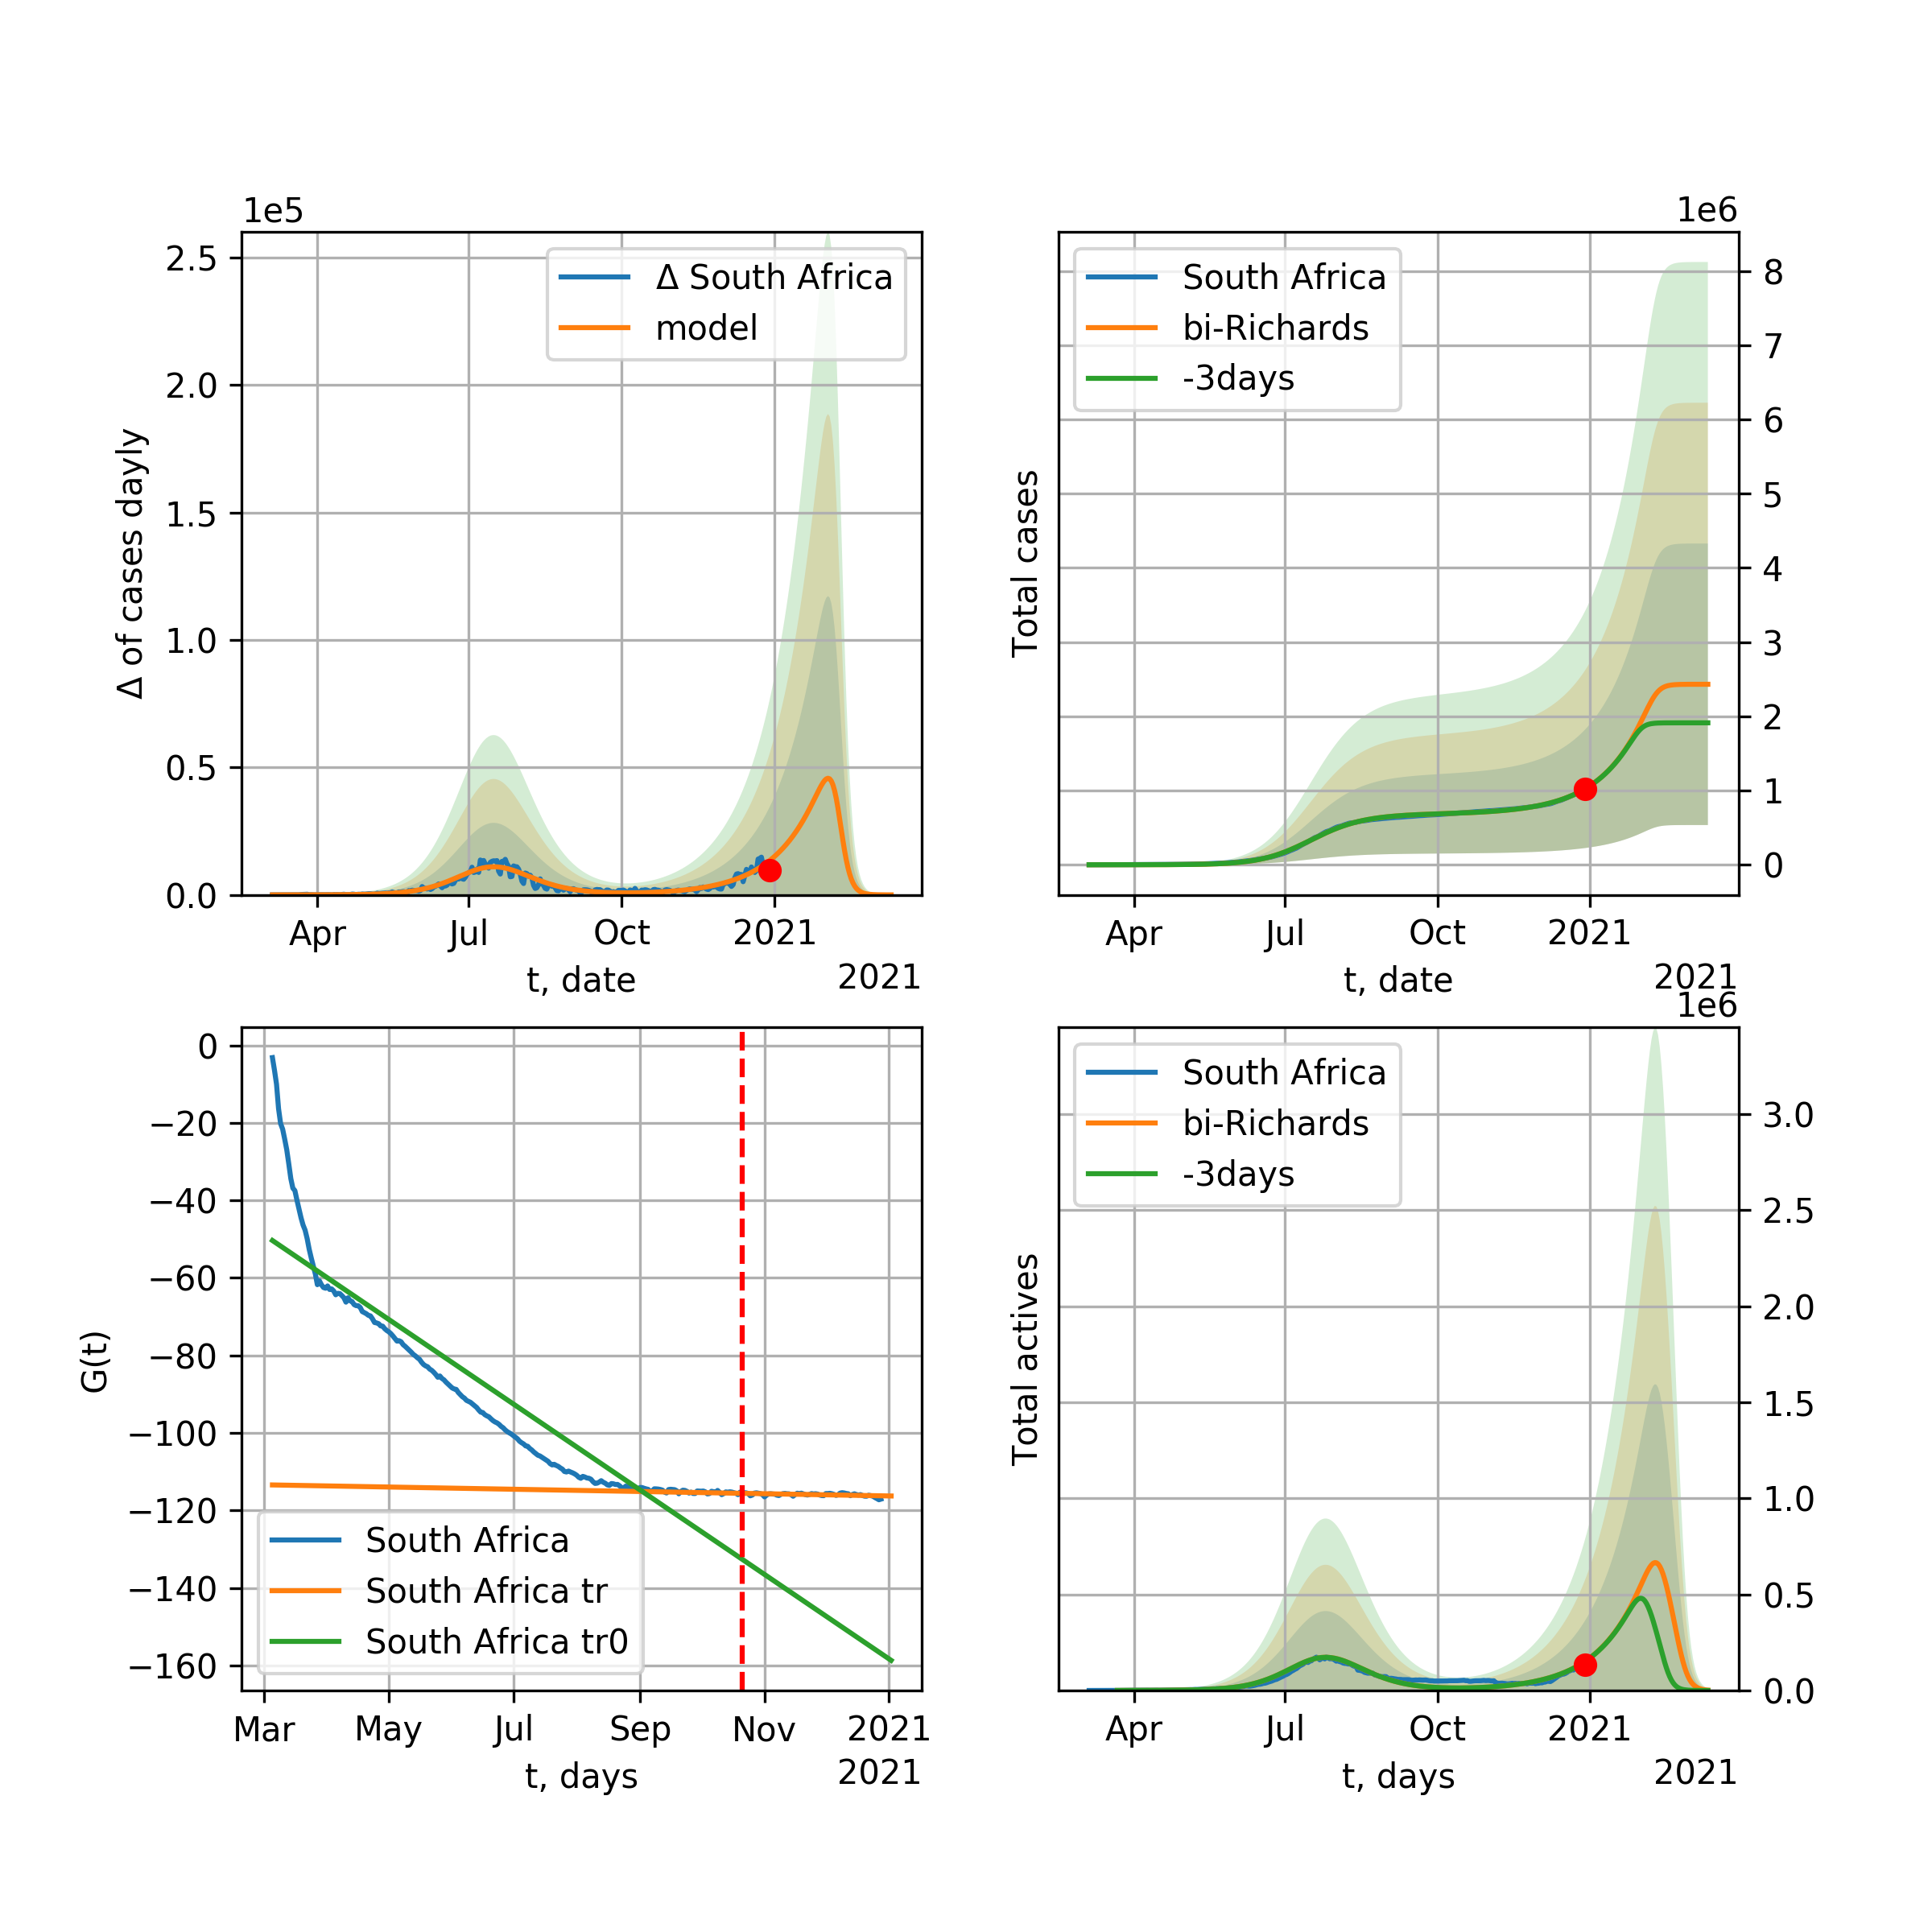 1e5
2.5
2.0
1.5
1.0
0.5
0.0
Δ of cases dayly
Δ South Africa
model
Apr Jul Oct 2021
t, date
2021
1e6
8
7
6
5
4
3
2
1
0
Total cases
South Africa
bi-Richards
-3days
Apr Jul Oct 2021
t, date
2021
0
−20
−40
−60
−80
−100
−120
−140
−160
G(t)
South Africa
South Africa tr
South Africa tr0
Mar May Jul Sep Nov 2021
t, days
2021
1e6
3.0
2.5
2.0
1.5
1.0
0.5
0.0
Total actives
South Africa
bi-Richards
-3days
Apr Jul Oct 2021
t, days
2021